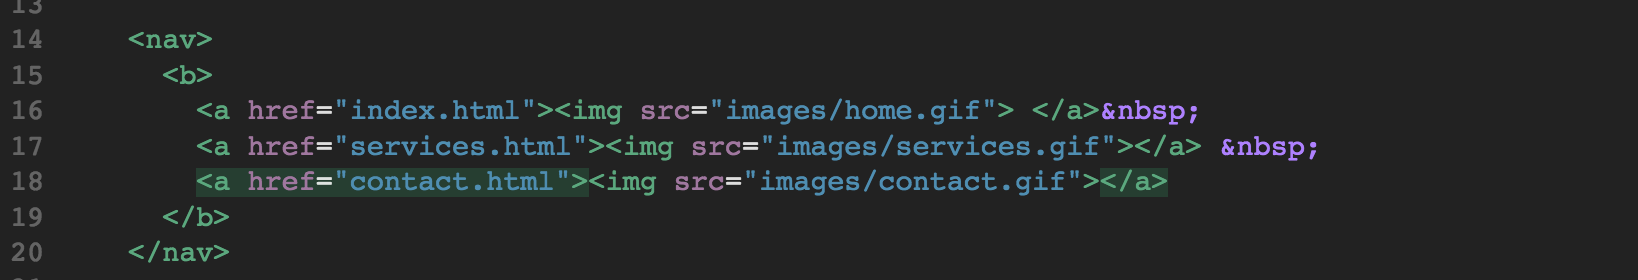 13
14 <nav>
15 <b>
16 <a href="index.html"><img src="images/home.gif"> </a>&nbsp;
17 <a href="services.html"><img src="images/services.gif"></a> &nbsp;
18 <a href="contact.html"><img src="images/contact.gif"></a>
19 </b>
20 </nav>